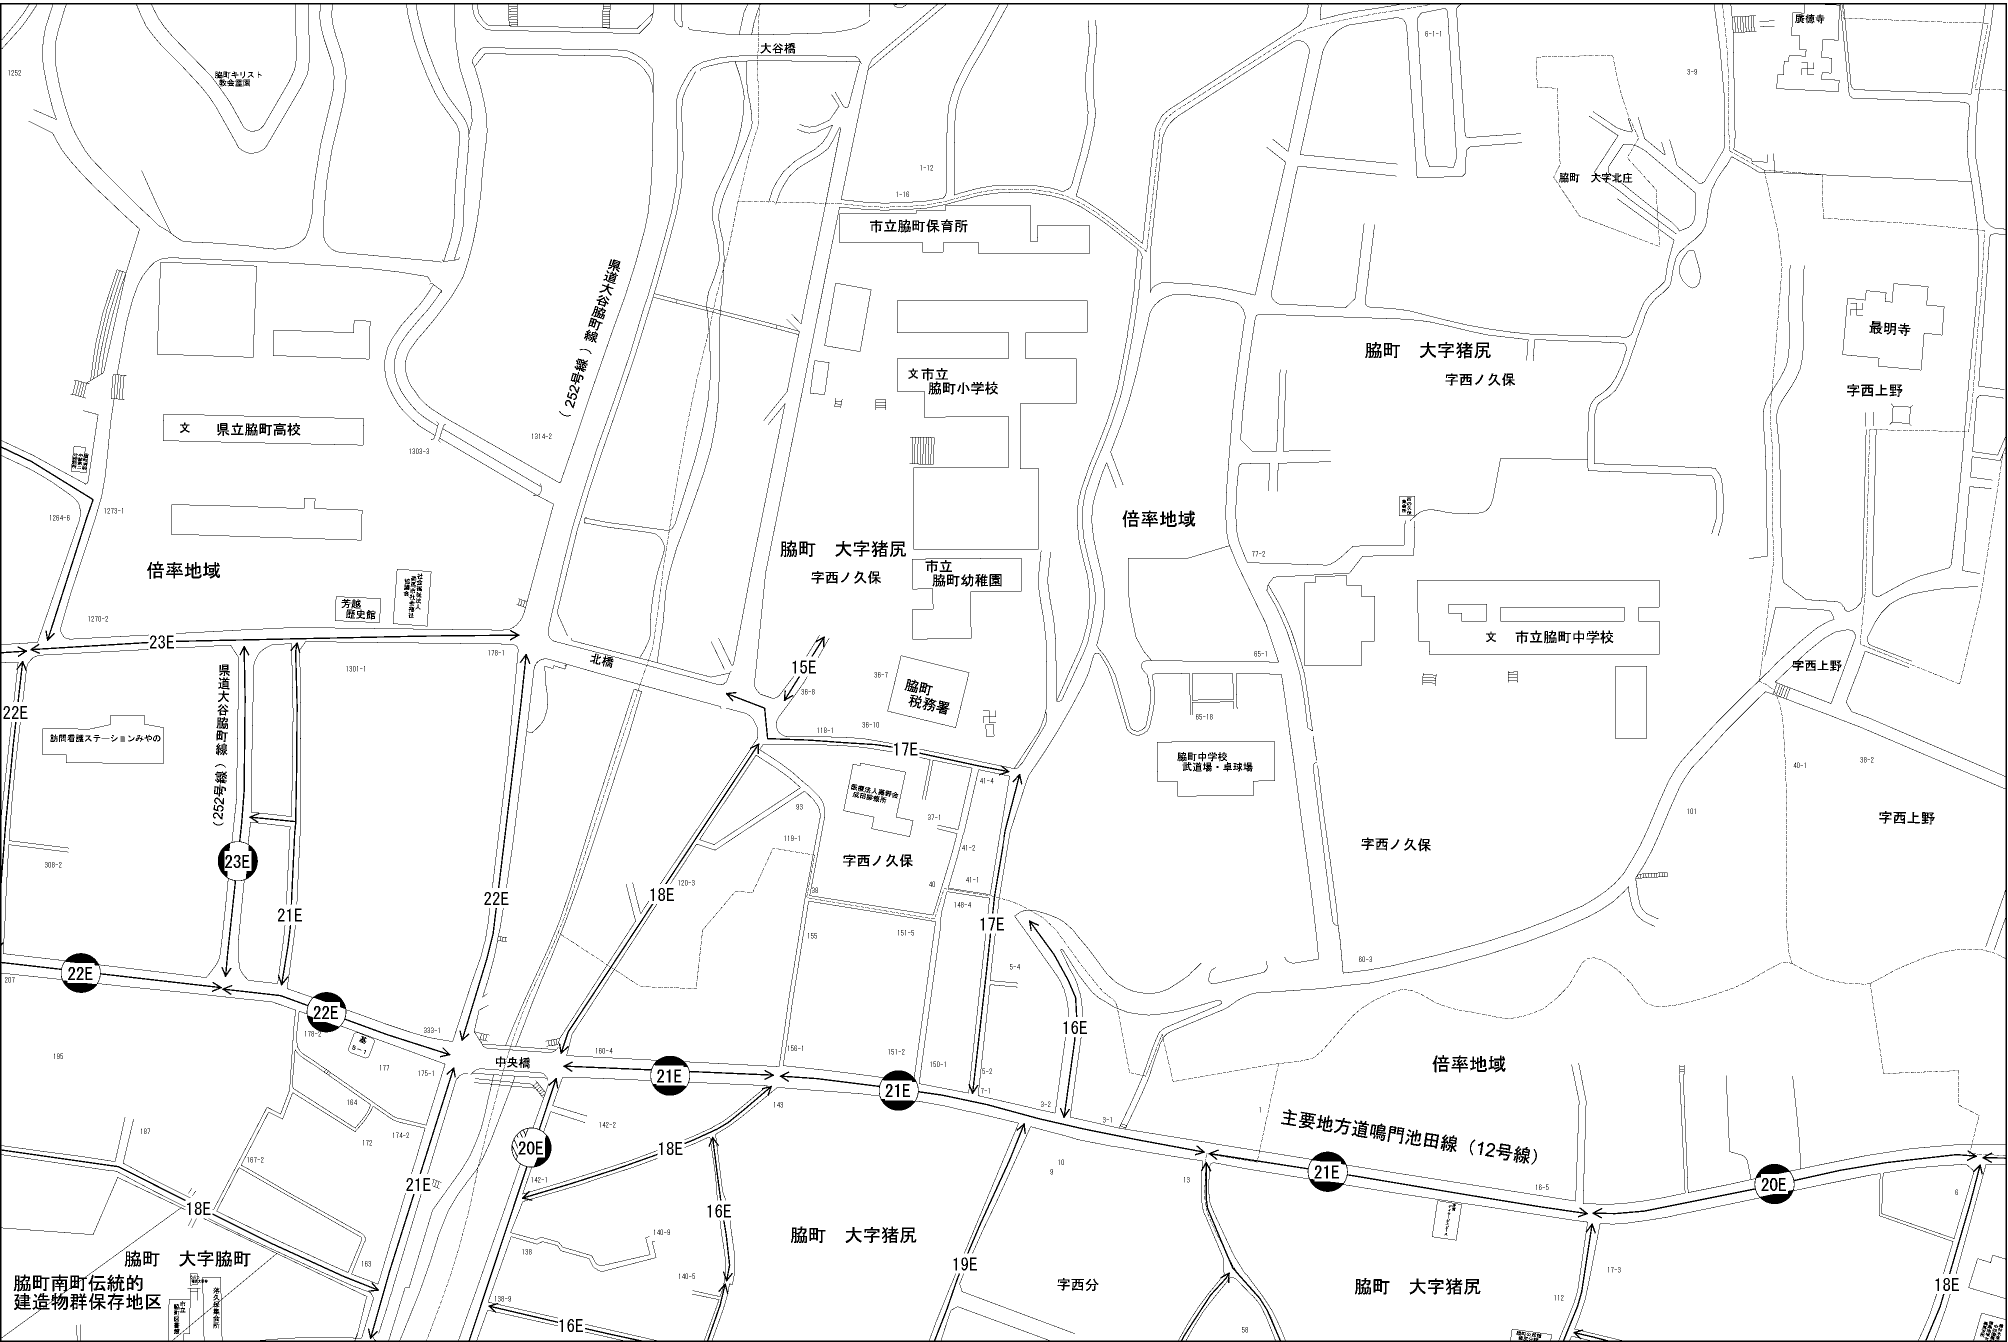 廣徳寺
大谷橋
6-1-1
3-9
1252
脇町キリスト
教会霊園
1-12
1-16
脇町　大字北庄
市立脇町保育所
県道大谷脇町線
（252号線）
最明寺
脇町　大字猪尻
字西ノ久保
字西上野
文 市立
脇町小学校
文　県立脇町高校
1303-3
1314-2
1264-6
1273-1
倍率地域
倍率地域
77-2
脇町　大字猪尻
字西ノ久保
市立
脇町幼稚園
芳越
歴史館
1270-2
23E
1301-1
178-1
北橋
15E
36-8
36-7
脇町
税務署
36-10
118-1
65-1
65-18
文　市立脇町中学校
字西上野
22E
県道大谷脇町線
（252号線）
訪問看護ステーションみやの
17E
41-4
脇町中学校
武道場・卓球場
40-1
38-2
93
37-1
101
字西上野
119-1
41-2
字西ノ久保
字西ノ久保
308-2
23E
41-1
40
38
120-3
18E
22E
21E
148-4
17E
151-5
155
5-4
60-3
22E
207
22E
178-2
333-1
16E
195
177
175-1
中央橋
160-4
156-1
151-2
150-1
5-2
7-1
倍率地域
21E
21E
3-2
3-1
1
主要地方道鳴門池田線（12号線）
164
143
142-2
187
172
174-2
20E
18E
167-2
21E
142-1
10
9
13
21E
16-5
20E
6
18E
16E
脇町　大字猪尻
138
140-9
脇町　大字脇町
163
19E
字西分
脇町　大字猪尻
17-3
18E
脇町南町伝統的
建造物群保存地区
市立
脇町図書館
140-5
138-9
16E
112
58